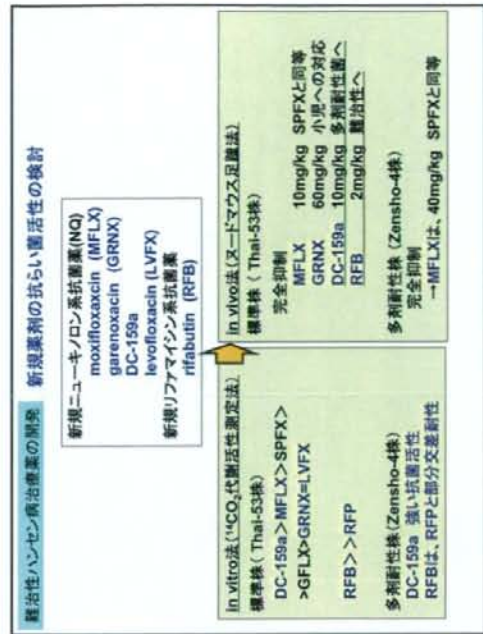 難治性ハンセン病治療薬の開発
新規薬剤の抗らい菌活性の検討
新規ニューキノロン系抗菌薬(NQ)
moxifloxaxcin (MFLX)
garenoxacin (GRNX)
DC-159a
levofloxacin (LVFX)
新規リファマイシン系抗菌薬
rifabutin (RFB)
in vitro法(¹⁴CO₂代謝活性測定法)
標準株( Thai-53株)
DC-159a>MFLX>SPFX>
>GFLX>GRNX=LVFX
RFB>>RFP
多剤耐性株(Zensho-4株)
DC-159a 強い抗菌活性
RFBは、RFPと部分交差耐性
in vivo法(ヌードマウス足蹠法)
標準株( Thai-53株)
完全抑制
MFLX 10mg/kg SPFXと同等
GRNX 60mg/kg 小児への対応
DC-159a 10mg/kg 多剤耐性菌へ
RFB 2mg/kg 難治性へ
多剤耐性株 (Zensho-4株)
完全抑制
→MFLXは、40mg/kg SPFXと同等